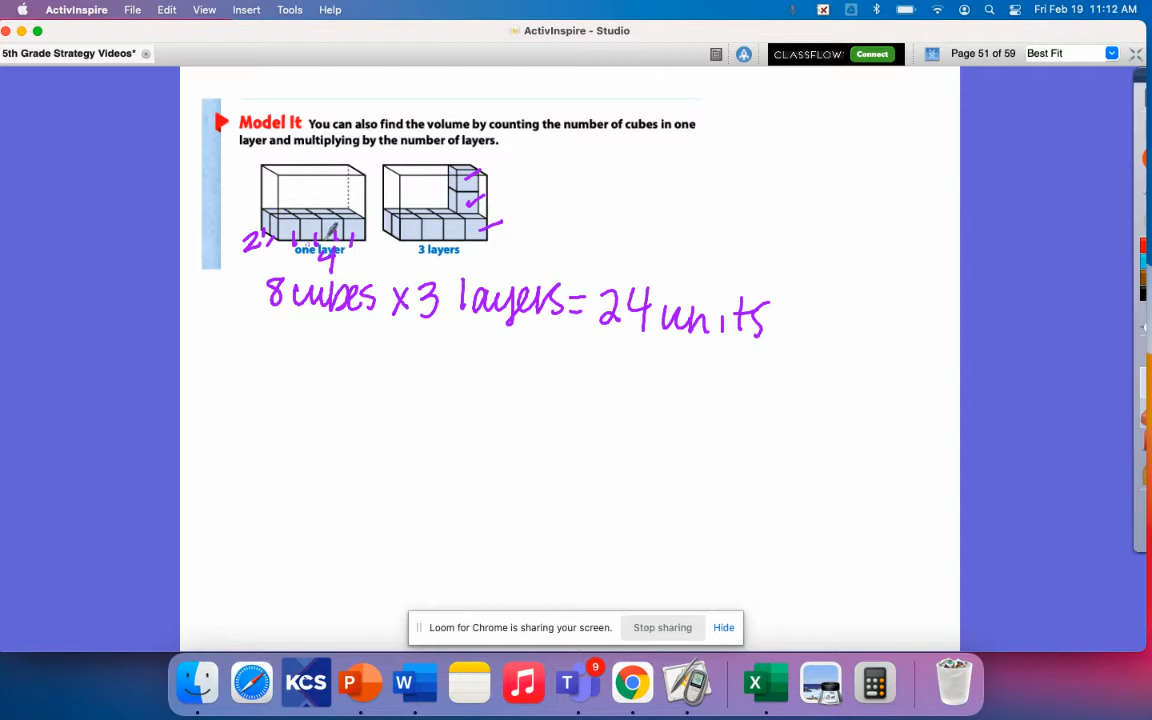 ActivInspire File Edit View Insert Tools Help Fri Feb 19 11:12 AM
ActivInspire - Studio
5th Grade Strategy Videos* CLASSFLOW Connect Page 51 of 59 Best Fit
Model It You can also find the volume by counting the number of cubes in one
layer and multiplying by the number of layers.
2
one layer 3 layers
4
8 cubes x 3 layers = 24 units
Loom for Chrome is sharing your screen. Stop sharing Hide
KCS P W T 9 X